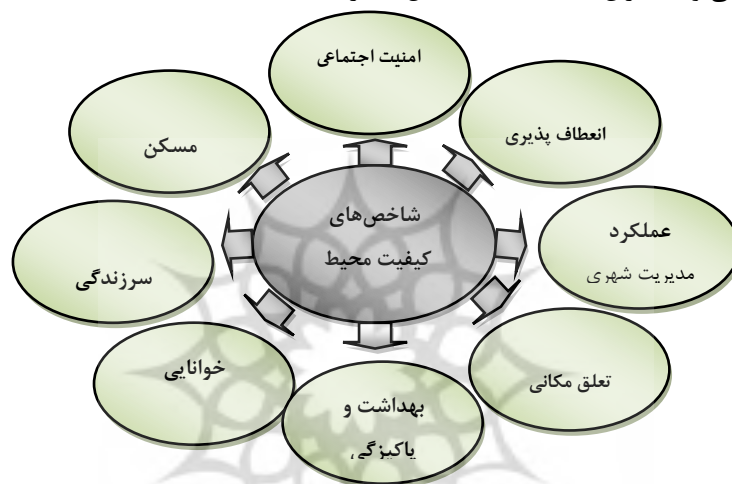 امنیت اجتماعی
انعطاف پذیری
عملکرد
مدیریت شهری
تعلق مکانی
بهداشت و
پاکیزگی
خوانایی
سرزندگی
مسکن
شاخص‌های
کیفیت محیط